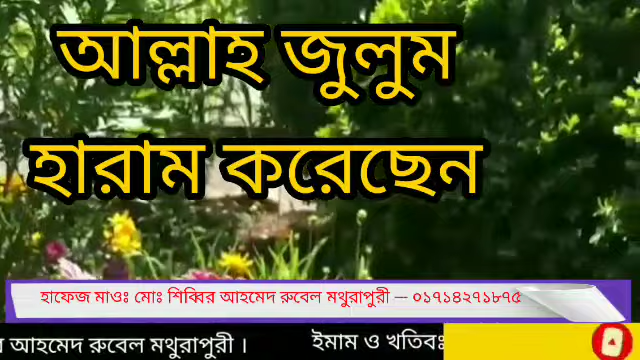 আল্লাহ জুলুম
হারাম করেছেন
হাফেজ মাওঃ মোঃ শিব্বির আহমেদ রুবেল মথুরাপুরী – ০১৭১৪২৭১৮৭৫
আহমেদ রুবেল মথুরাপুরী । ইমাম ও খতিবঃ